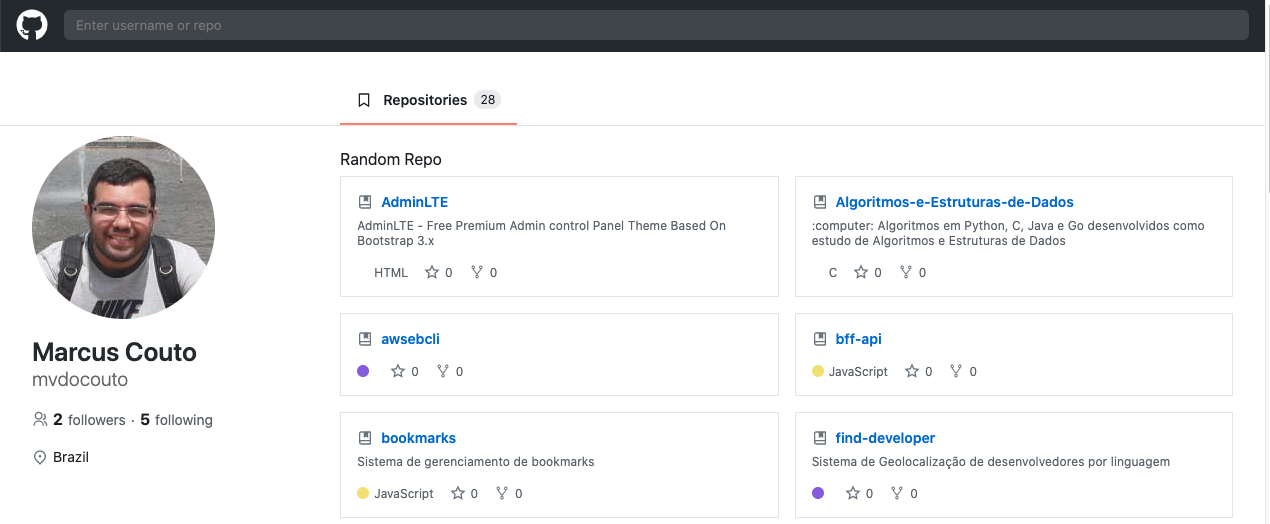 Enter username or repo
Repositories 28
Marcus Couto
mvdocouto
2 followers · 5 following
Brazil
Random Repo
AdminLTE
AdminLTE - Free Premium Admin control Panel Theme Based On
Bootstrap 3.x
HTML 0 0
Algoritmos-e-Estruturas-de-Dados
:computer: Algoritmos em Python, C, Java e Go desenvolvidos como
estudo de Algoritmos e Estruturas de Dados
C 0 0
awsebcli
0 0
bff-api
JavaScript 0 0
bookmarks
Sistema de gerenciamento de bookmarks
JavaScript 0 0
find-developer
Sistema de Geolocalização de desenvolvedores por linguagem
0 0
NIKE